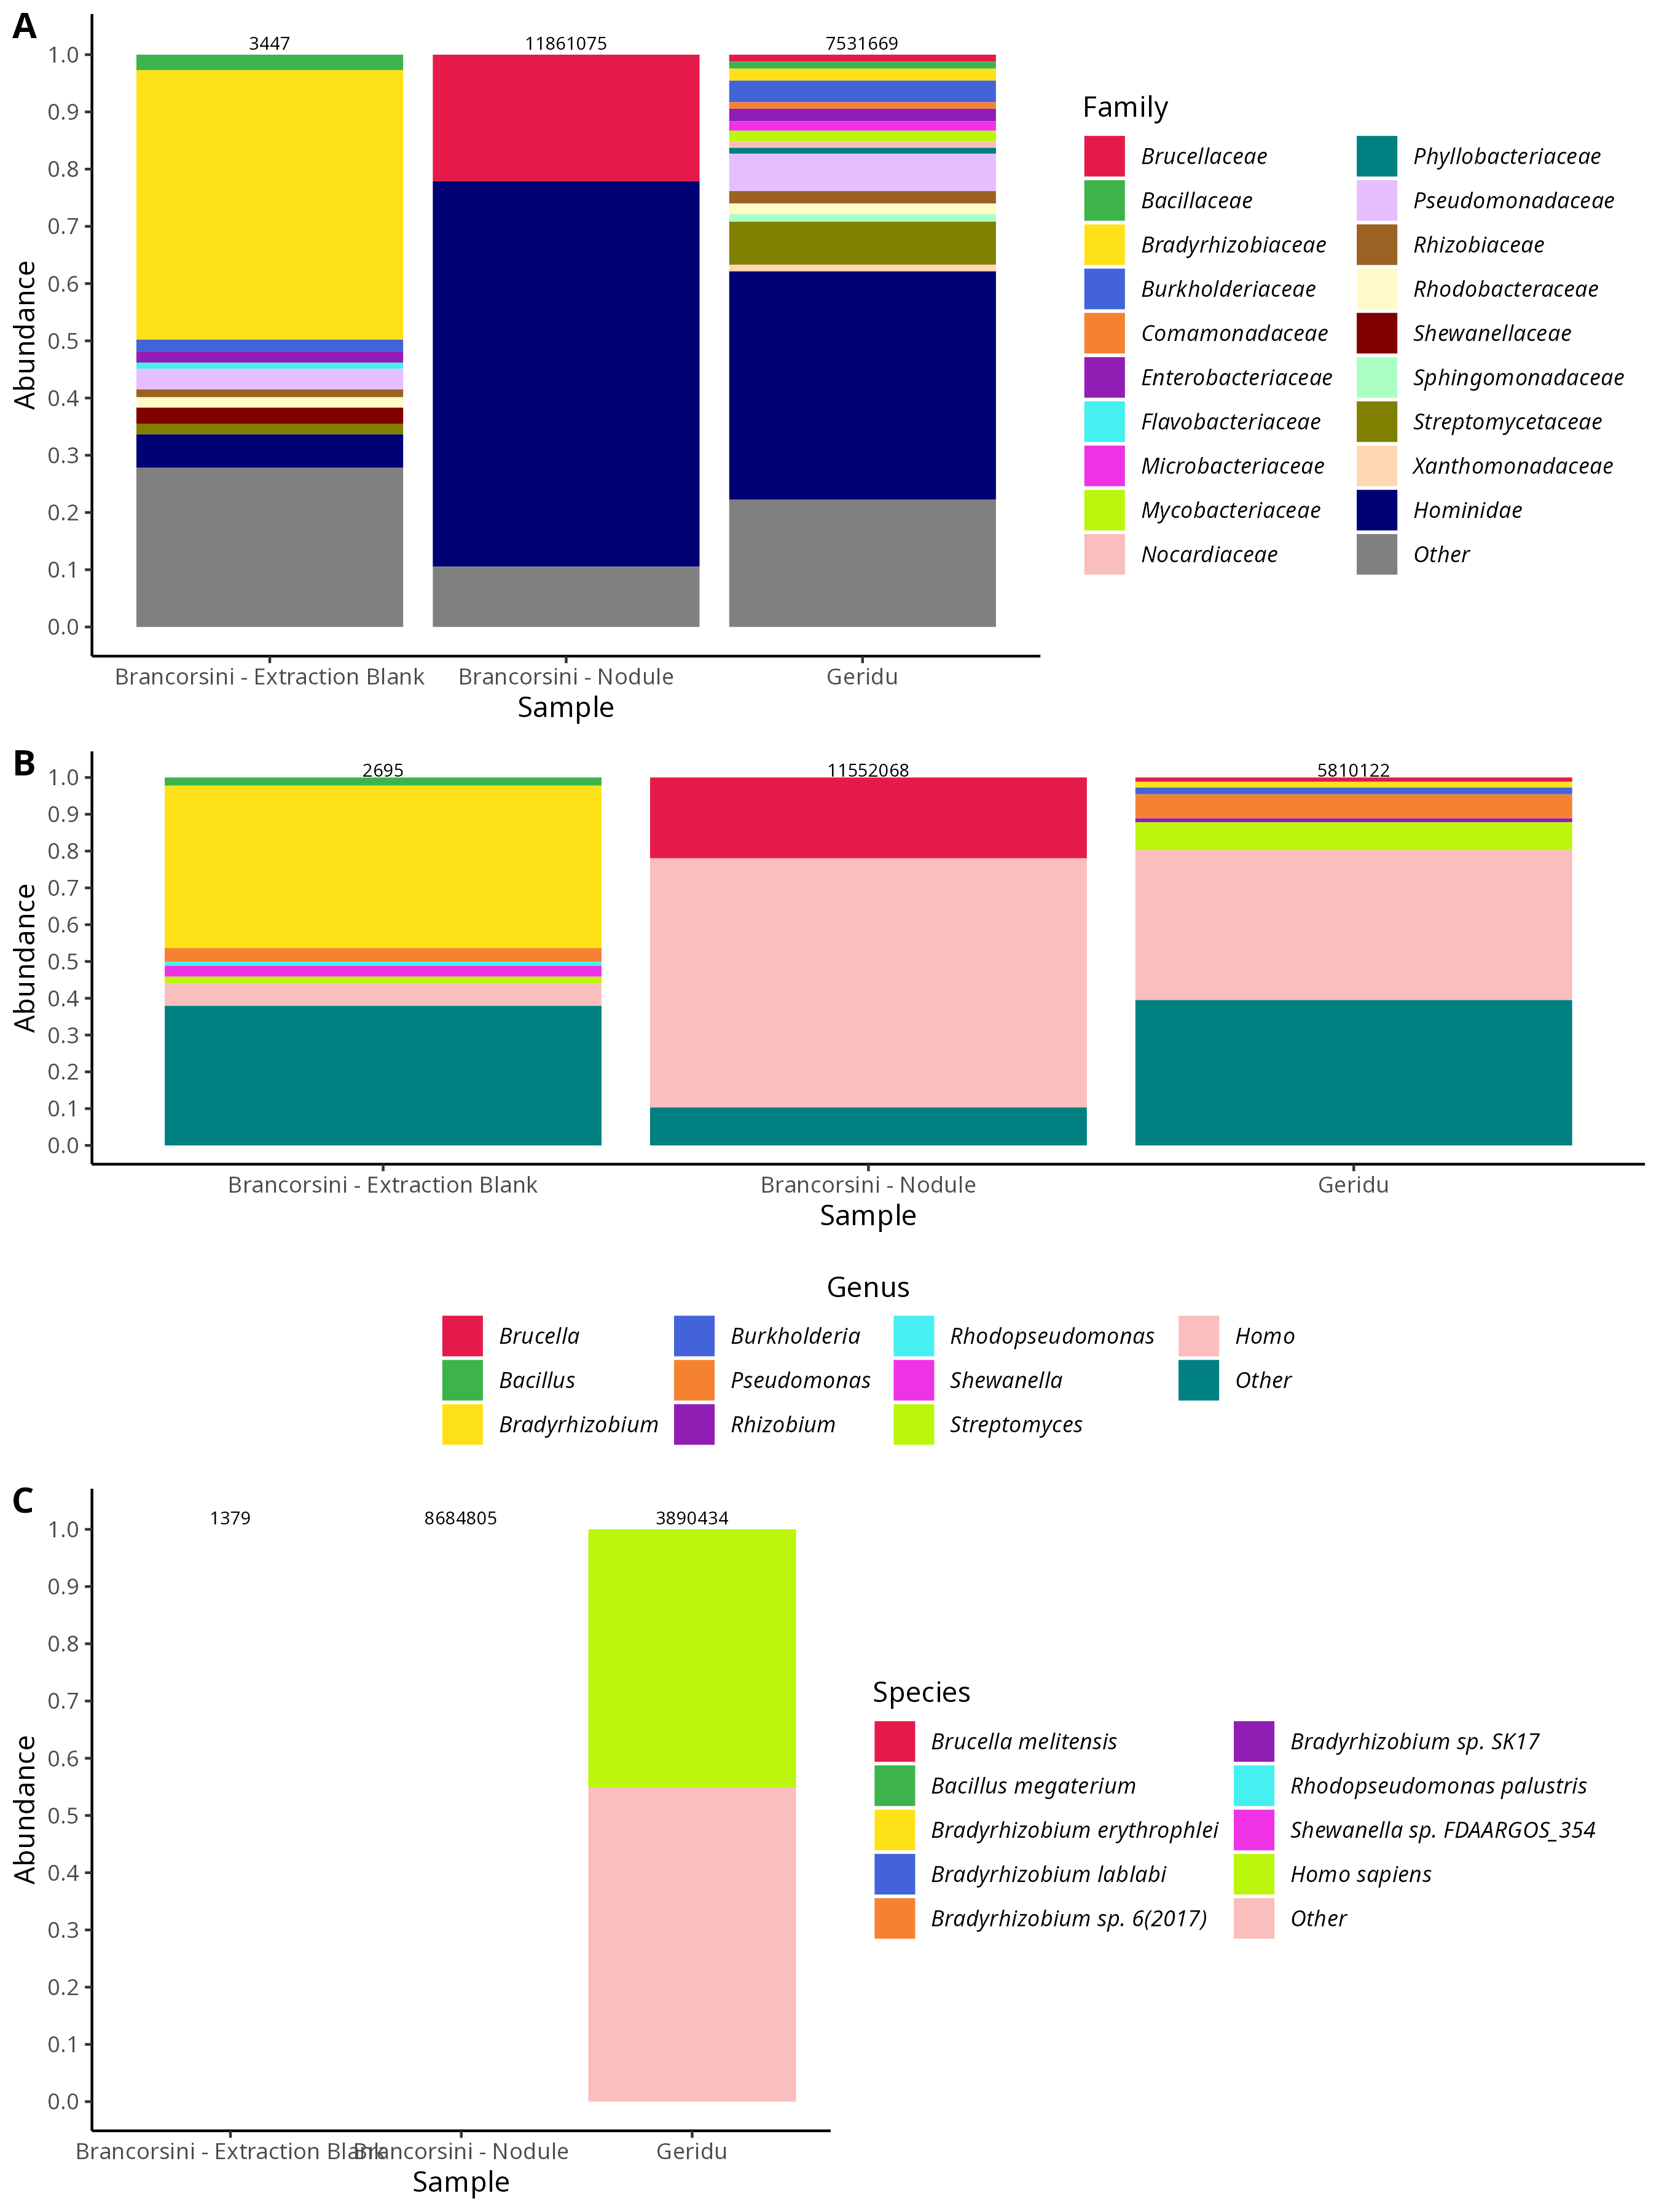 A
3447 11861075 7531669
1.0
0.9
0.8
0.7
0.6
0.5
0.4
0.3
0.2
0.1
0.0
Abundance
Brancorsini - Extraction Blank Brancorsini - Nodule Geridu
Sample
Family
Brucellaceae Phyllobacteriaceae
Bacillaceae Pseudomonadaceae
Bradyrhizobiaceae Rhizobiaceae
Burkholderiaceae Rhodobacteraceae
Comamonadaceae Shewanellaceae
Enterobacteriaceae Sphingomonadaceae
Flavobacteriaceae Streptomycetaceae
Microbacteriaceae Xanthomonadaceae
Mycobacteriaceae Hominidae
Nocardiaceae Other
B
2695 11552068 5810122
1.0
0.9
0.8
0.7
0.6
0.5
0.4
0.3
0.2
0.1
0.0
Abundance
Brancorsini - Extraction Blank Brancorsini - Nodule Geridu
Sample
Genus
Brucella Burkholderia Rhodopseudomonas Homo
Bacillus Pseudomonas Shewanella Other
Bradyrhizobium Rhizobium Streptomyces
C
1379 8684805 3890434
1.0
0.9
0.8
0.7
0.6
0.5
0.4
0.3
0.2
0.1
0.0
Abundance
Brancorsini - Extraction Blank Brancorsini - Nodule Geridu
Sample
Species
Brucella melitensis Bradyrhizobium sp. SK17
Bacillus megaterium Rhodopseudomonas palustris
Bradyrhizobium erythrophlei Shewanella sp. FDAARGOS_354
Bradyrhizobium lablabi Homo sapiens
Bradyrhizobium sp. 6(2017) Other